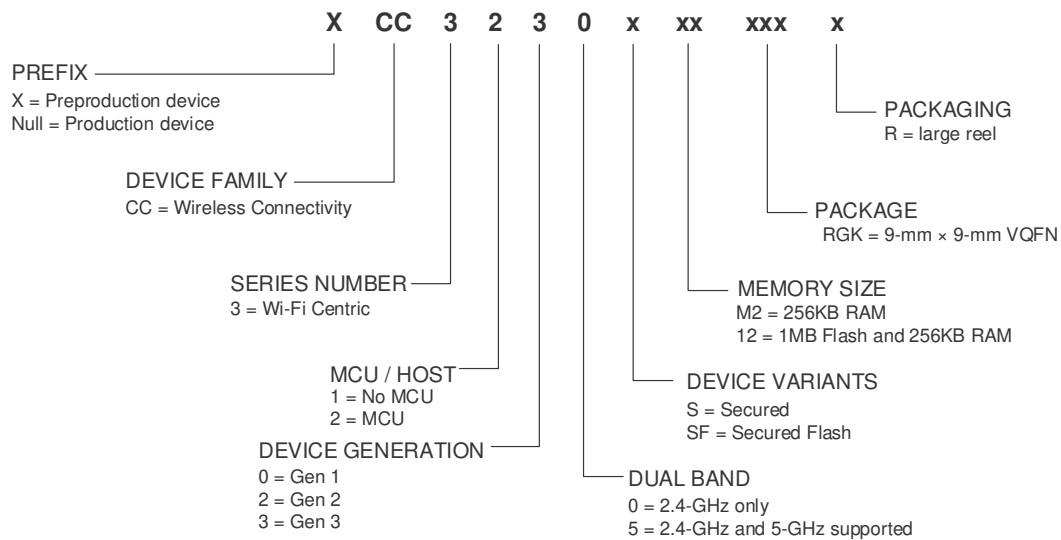 X CC 3 2 3 0 x xx xxx x
PREFIX
X = Preproduction device
Null = Production device
DEVICE FAMILY
CC = Wireless Connectivity
SERIES NUMBER
3 = Wi-Fi Centric
MCU / HOST
1 = No MCU
2 = MCU
DEVICE GENERATION
0 = Gen 1
2 = Gen 2
3 = Gen 3
PACKAGING
R = large reel
PACKAGE
RGK = 9-mm × 9-mm VQFN
MEMORY SIZE
M2 = 256KB RAM
12 = 1MB Flash and 256KB RAM
DEVICE VARIANTS
S = Secured
SF = Secured Flash
DUAL BAND
0 = 2.4-GHz only
5 = 2.4-GHz and 5-GHz supported